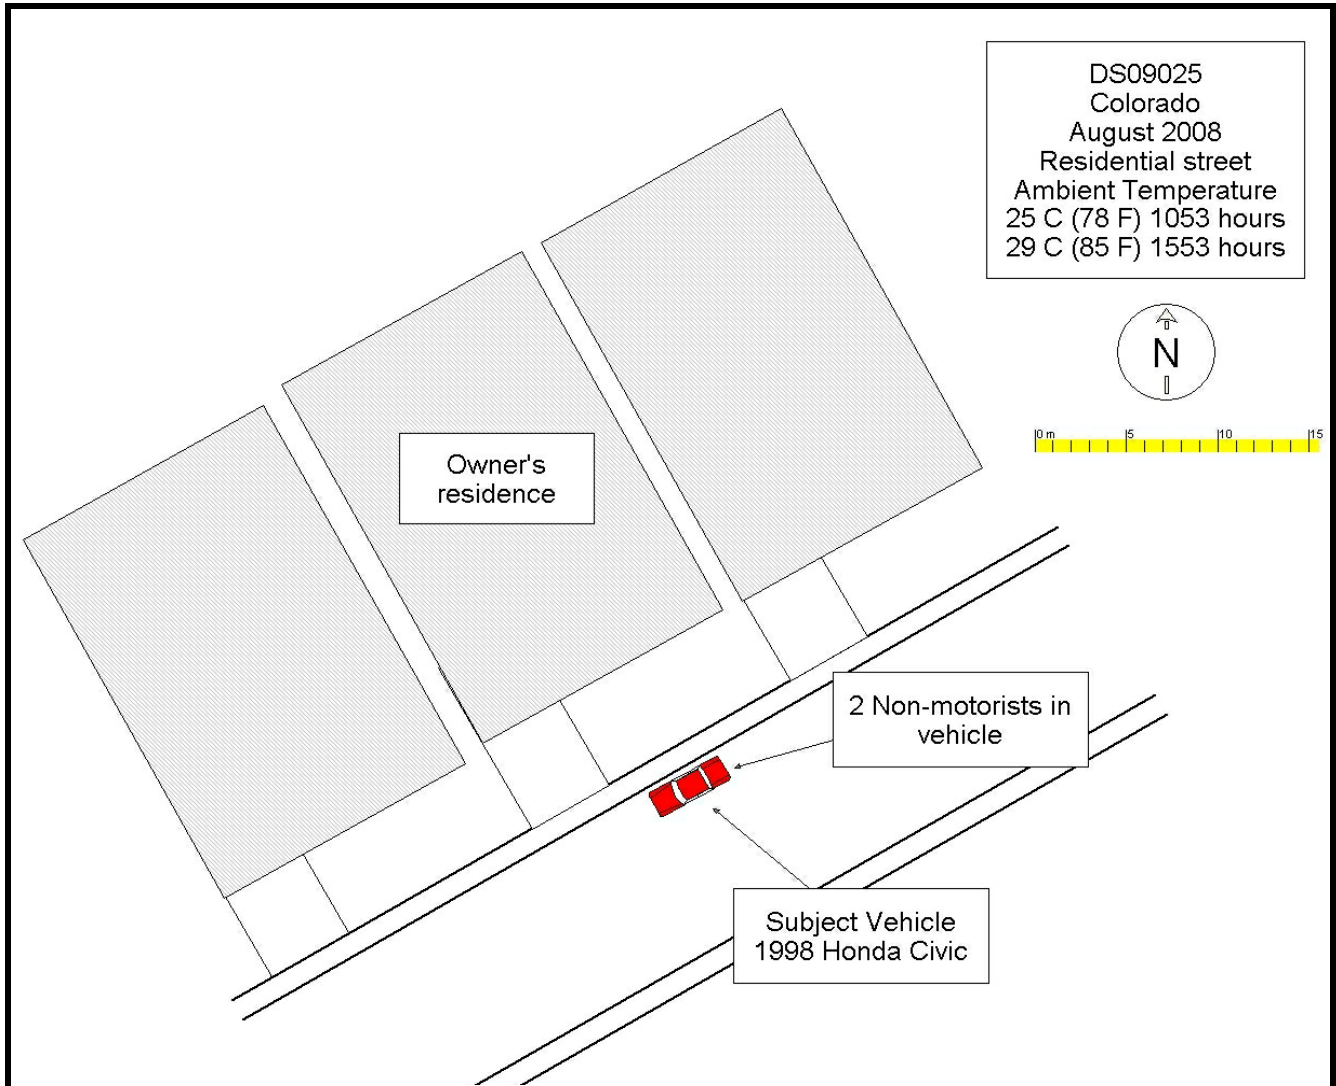 DS09025
Colorado
August 2008
Residential street
Ambient Temperature
25 C (78 F) 1053 hours
29 C (85 F) 1553 hours
N
0 m 5 10 15
Owner's
residence
2 Non-motorists in
vehicle
Subject Vehicle
1998 Honda Civic